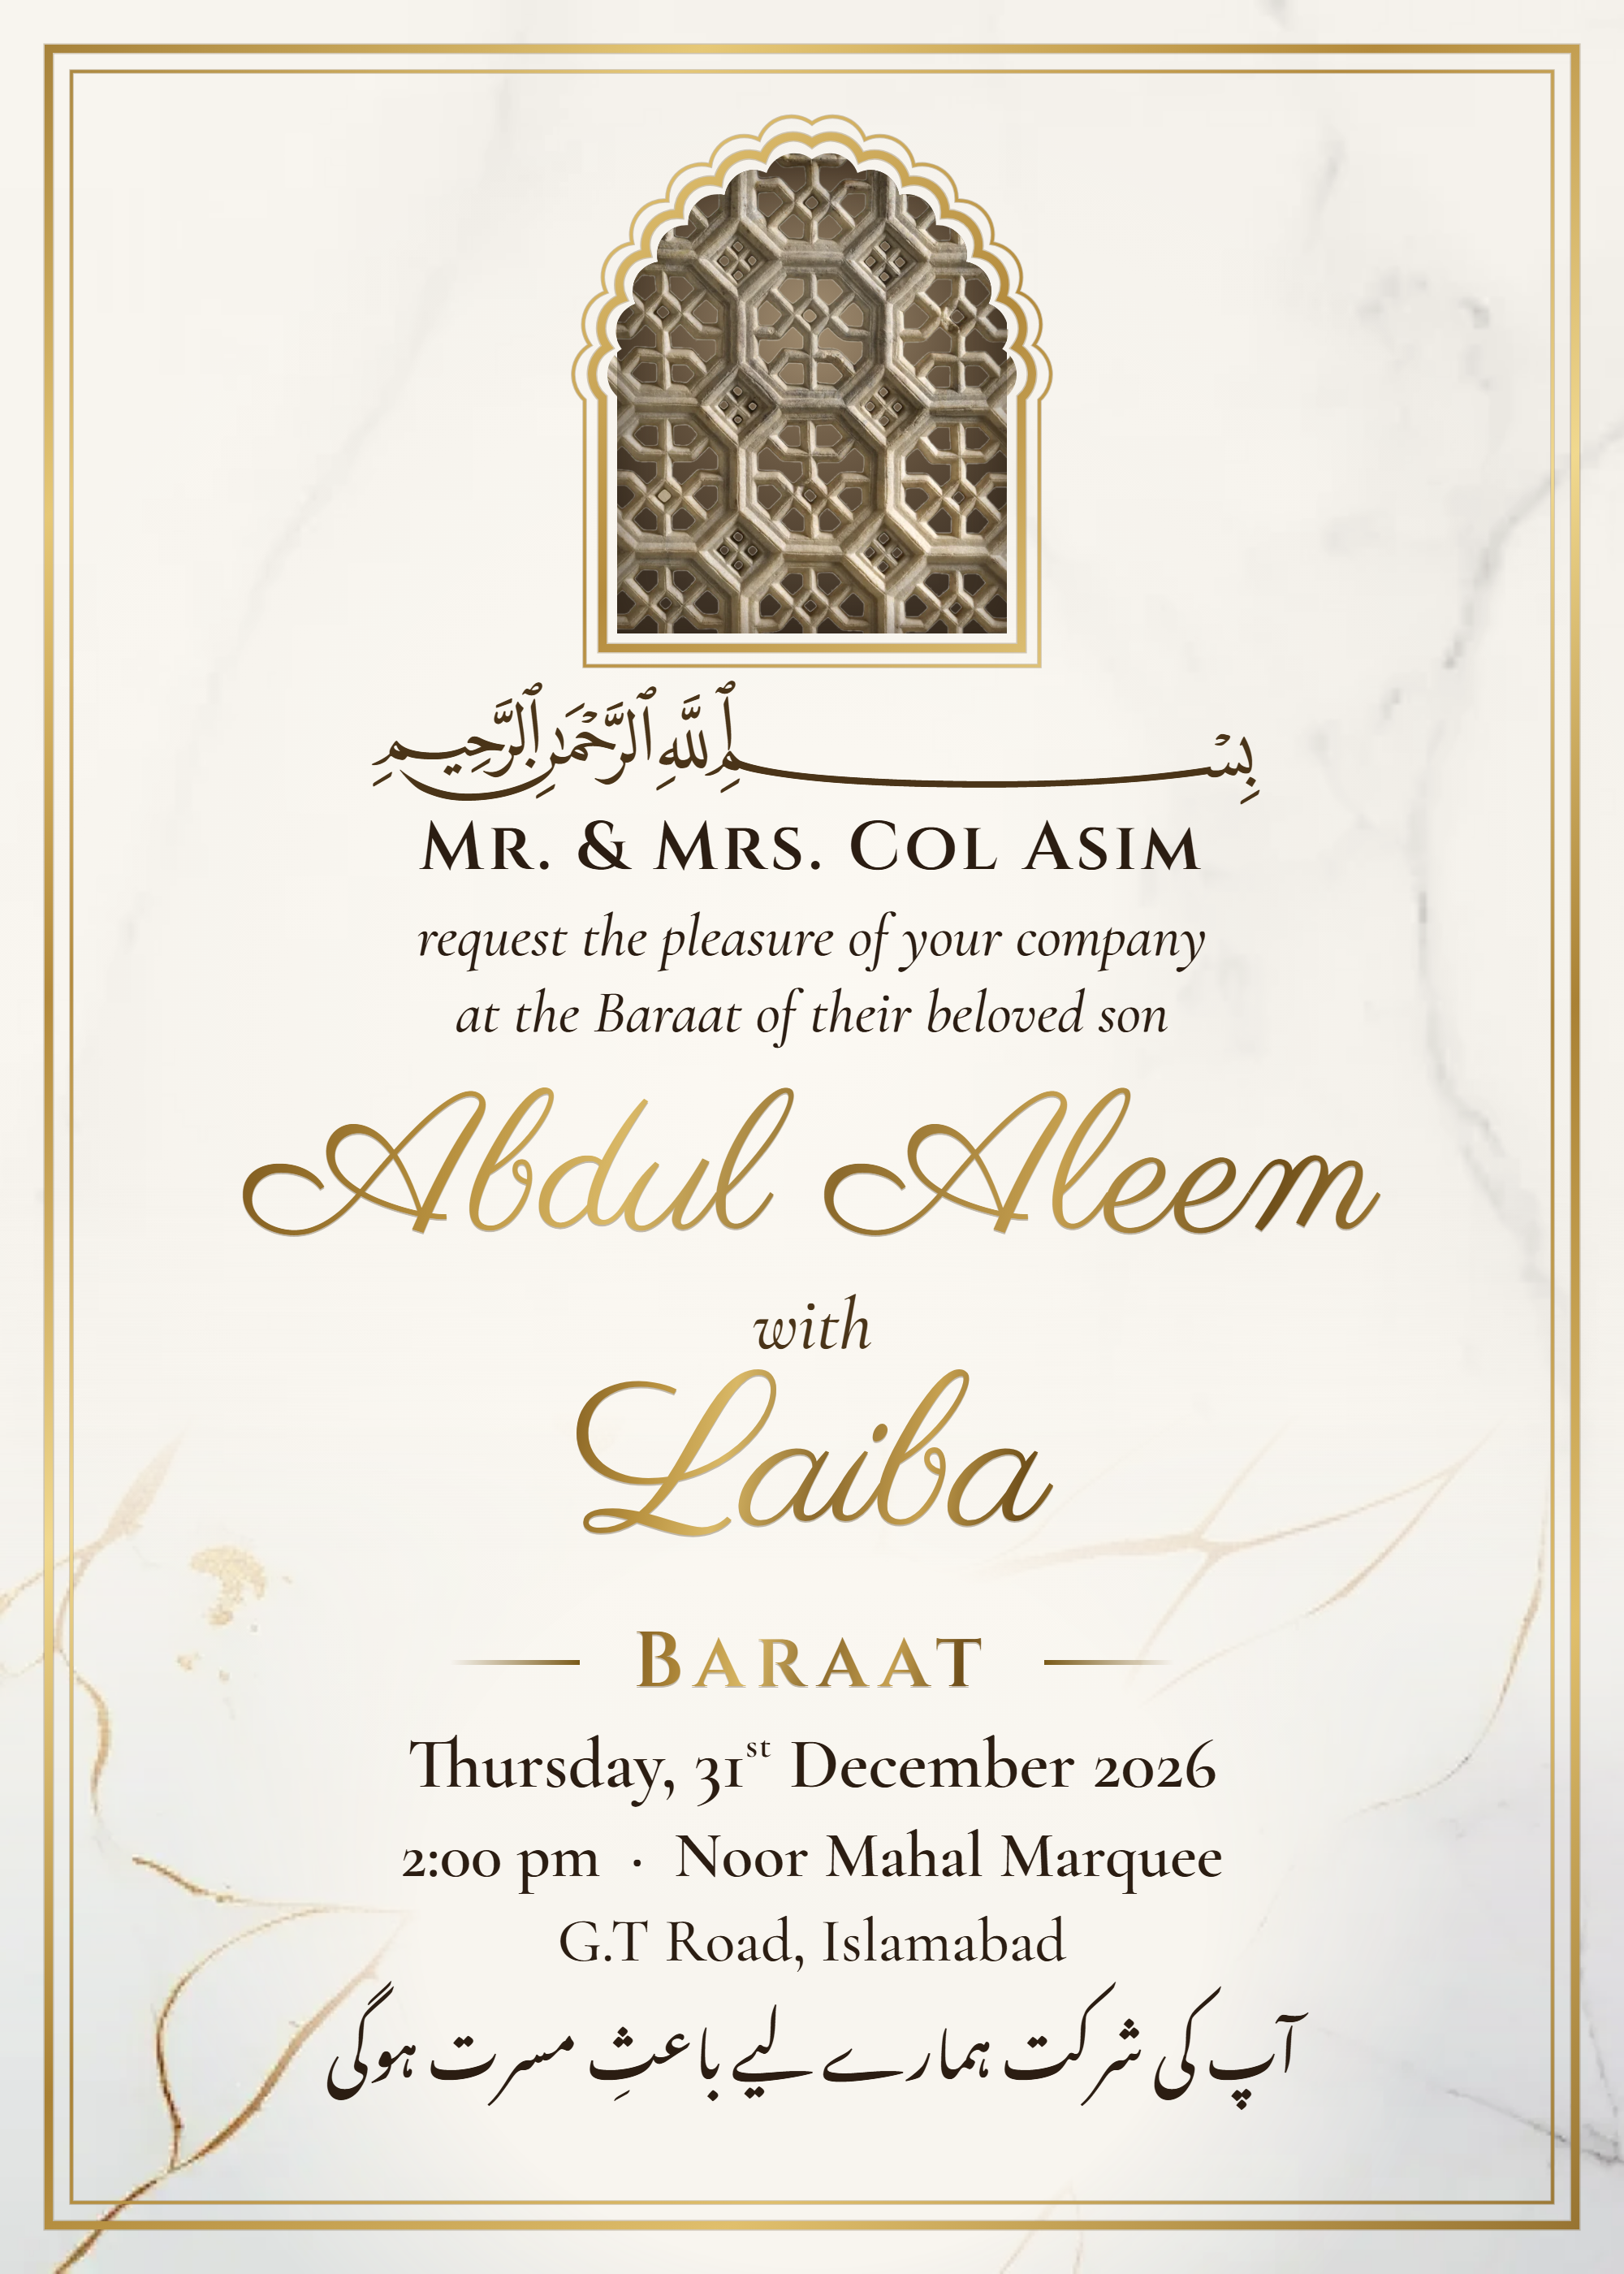 بِسْمِ ٱللَّهِ ٱلرَّحْمَٰنِ ٱلرَّحِيمِ
Mr. & Mrs. Col Asim
request the pleasure of your company
at the Baraat of their beloved son
Abdul Aleem
with
Laiba
Baraat
Thursday, 31st December 2026
2:00 pm · Noor Mahal Marquee
G.T Road, Islamabad
آپ کی شرکت ہمارے لیے باعثِ مسرت ہوگی